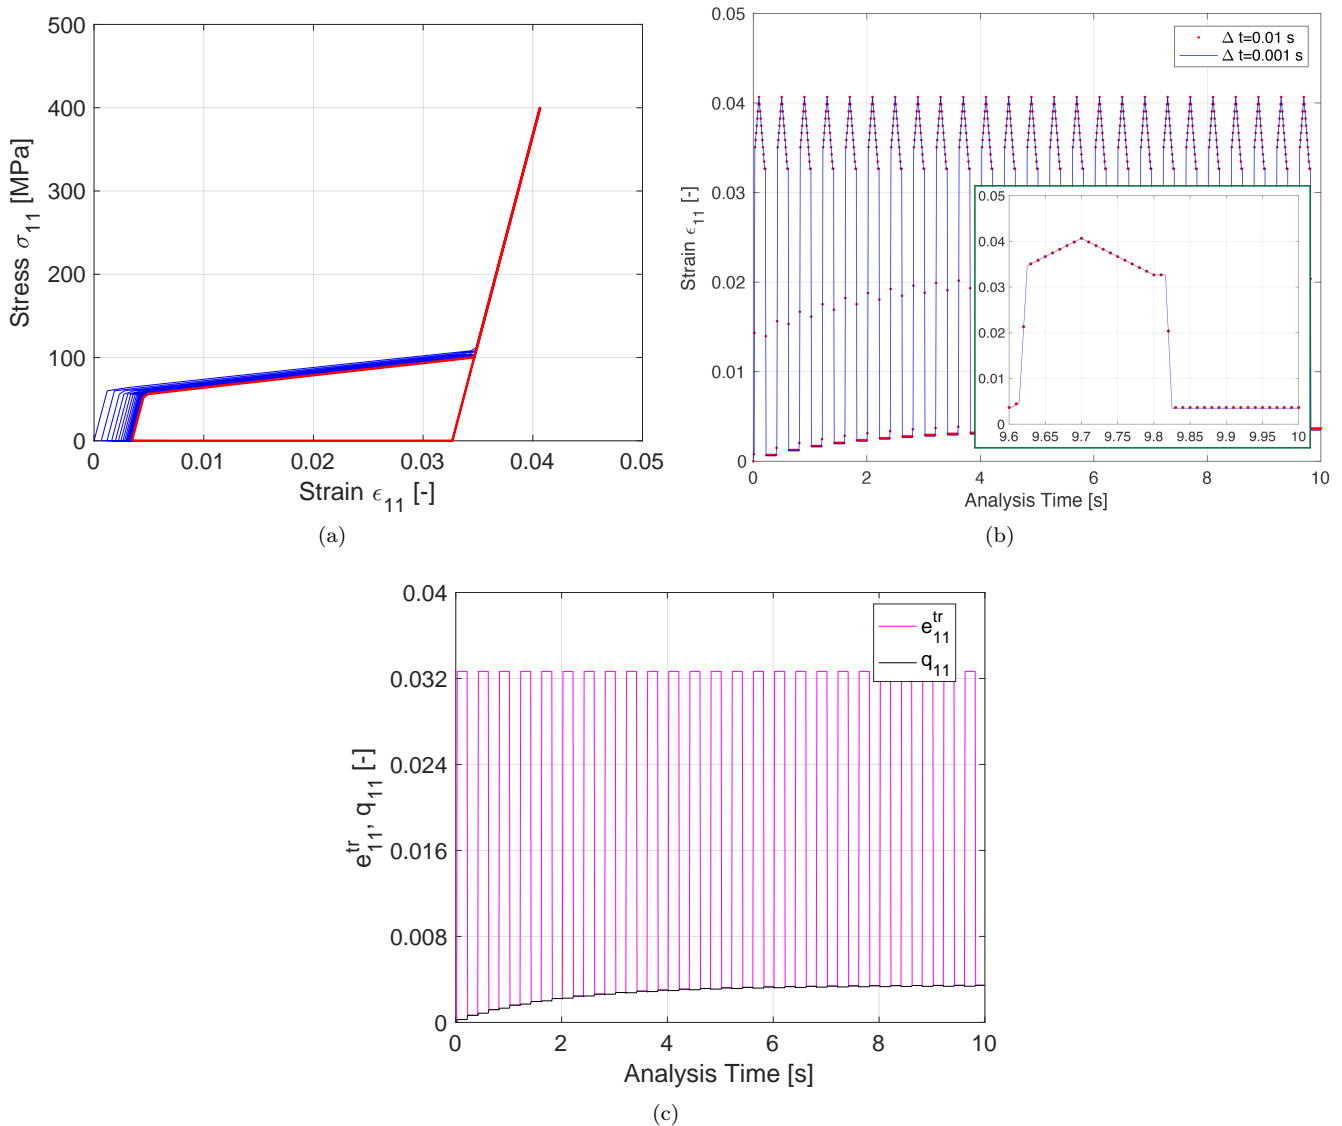 500
400
300
200
100
0
Stress σ11 [MPa]
0 0.01 0.02 0.03 0.04 0.05
Strain ϵ11 [-]
(a)
0.05
0.04
0.03
0.02
0.01
0
Strain ϵ11 [-]
Δ t=0.01 s
Δ t=0.001 s
0.05
0.04
0.03
0.02
0.01
0
9.6 9.65 9.7 9.75 9.8 9.85 9.9 9.95 10
0 2 4 6 8 10
Analysis Time [s]
(b)
0.04
0.032
0.024
0.016
0.008
0
e11^tr, q11 [-]
e11^tr
q11
0 2 4 6 8 10
Analysis Time [s]
(c)